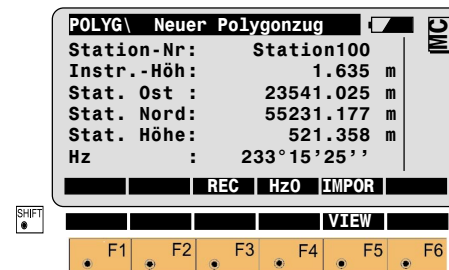 POLYG\ Neuer Polygonzug MC
Station-Nr: Station100
Instr.-Höh: 1.635 m
Stat. Ost : 23541.025 m
Stat. Nord: 55231.177 m
Stat. Höhe: 521.358 m
Hz : 233°15’25’’
REC HZ0 IMPOR
SHIFT VIEW
F1 F2 F3 F4 F5 F6